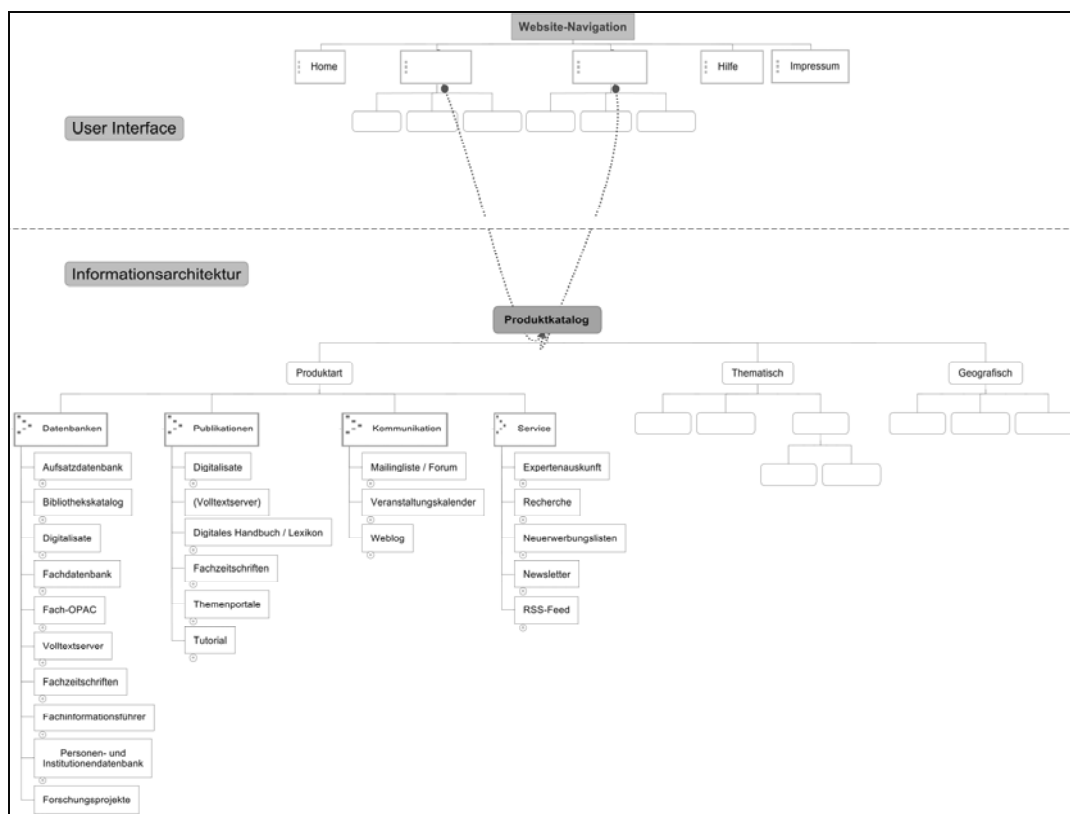 Website-Navigation
Home
Hilfe
Impressum
User Interface
Informationsarchitektur
Produktkatalog
Produktart
Thematisch
Geografisch
Datenbanken
Publikationen
Kommunikation
Service
Aufsatzdatenbank
Bibliothekskatalog
Digitalisate
Fachdatenbank
Fach-OPAC
Volltextserver
Fachzeitschriften
Fachinformationsführer
Personen- und
Institutionendatenbank
Forschungsprojekte
Digitalisate
(Volltextserver)
Digitales Handbuch / Lexikon
Fachzeitschriften
Themenportale
Tutorial
Mailingliste / Forum
Veranstaltungskalender
Weblog
Expertenauskunft
Recherche
Neuerwerbungslisten
Newsletter
RSS-Feed